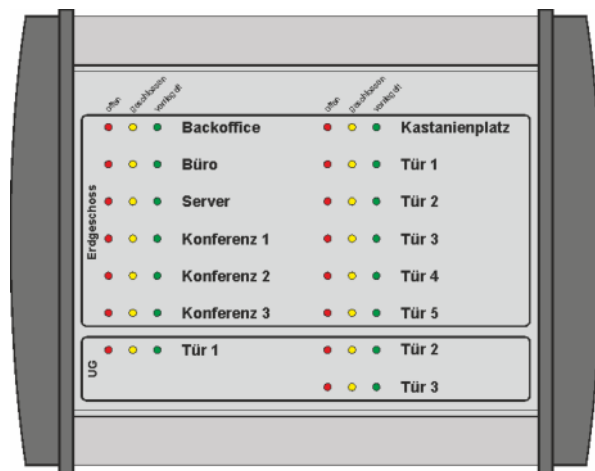 offen geschlossen verriegelt offen geschlossen verriegelt
Erdgeschoss
Backoffice Kastanienplatz
Büro Tür 1
Server Tür 2
Konferenz 1 Tür 3
Konferenz 2 Tür 4
Konferenz 3 Tür 5
UG
Tür 1 Tür 2
Tür 3